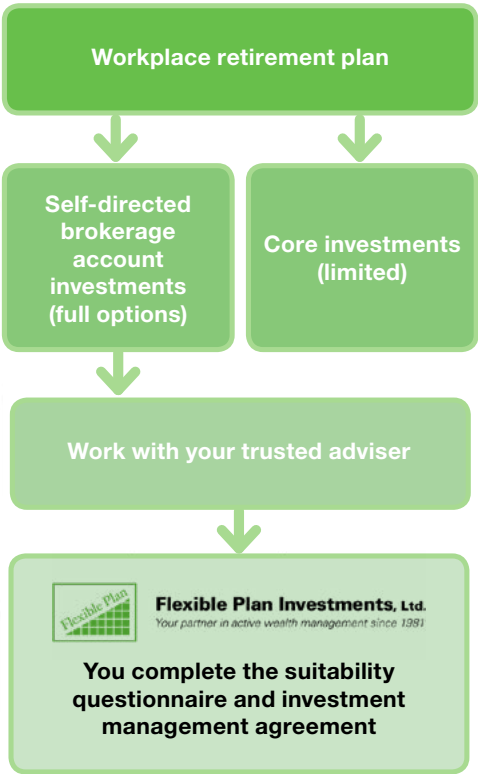 Workplace retirement plan
Self-directed
brokerage
account
investments
(full options)
Core investments
(limited)
Work with your trusted adviser
Flexible Plan
Flexible Plan Investments, Ltd.
Your partner in active wealth management since 1981
You complete the suitability
questionnaire and investment
management agreement